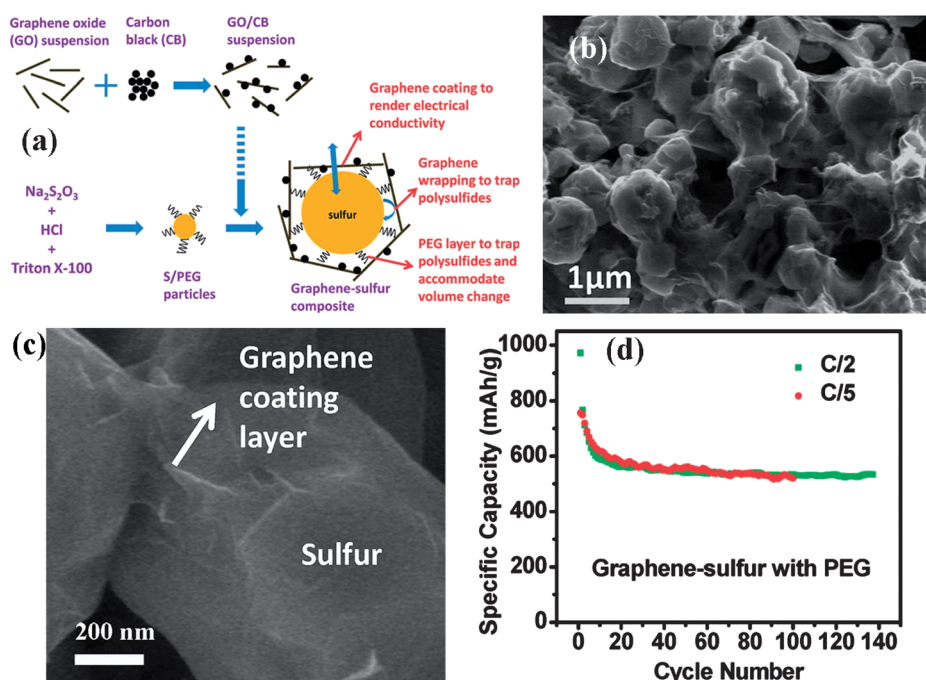 Graphene oxide
(GO) suspension
Carbon
black (CB)
GO/CB
suspension
+
(a)
Graphene coating to
render electrical
conductivity
Graphene
wrapping to trap
polysulfides
PEG layer to trap
polysulfides and
accommodate
volume change
Na₂S₂O₃
+
HCl
+
Triton X-100
S/PEG
particles
sulfur
Graphene-sulfur
composite
(b)
1μm
(c)
Graphene
coating
layer
Sulfur
200 nm
(d)
C/2
C/5
Specific Capacity (mAh/g)
1000
800
600
400
200
0
Graphene-sulfur with PEG
0 20 40 60 80 100 120 140
Cycle Number